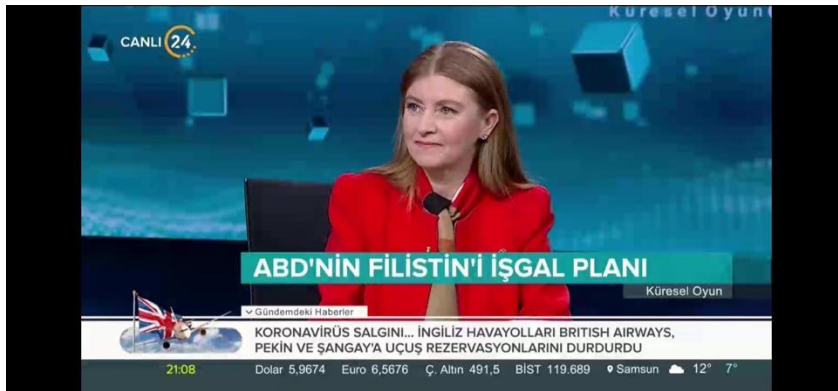 Küresel Oyun
CANLI 24
ABD'NİN FİLİSTİN'İ İŞGAL PLANI
Küresel Oyun
Gündemdeki Haberler
KORONAVİRÜS SALGINI... İNGİLİZ HAVAYOLLARI BRITISH AIRWAYS,
PEKİN VE ŞANGAY'A UÇUŞ REZERVASYONLARINI DURDURDU
21:08 Dolar 5,9674 Euro 6,5676 Ç. Altın 491,5 BİST 119.689 Samsun 12° 7°